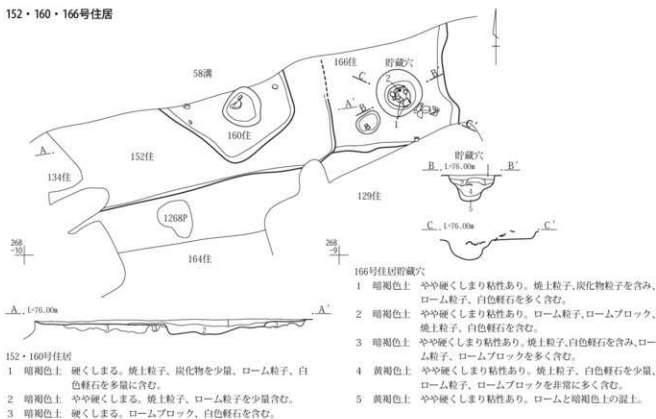 152・160・166号住居
58溝
166住
貯蔵穴
C
2
B′
A′
B
1
C′
160住
A
152住
134住
129住
1268P
164住
268
-10
268
-9
貯蔵穴
B L=76.00m B′
4
5
C L=76.00m C′
A L=76.00m A′
152・160号住居
1 暗褐色土 硬くしまる。焼土粒子、炭化物を少量、ローム粒子、白
色軽石を多量に含む。
2 暗褐色土 やや硬くしまる。焼土粒子、ローム粒子を少量含む。
3 暗褐色土 硬くしまる。ロームブロック、白色軽石を含む。
166号住居貯蔵穴
1 暗褐色土 やや硬くしまり粘性あり。焼土粒子、炭化物粒子を含み、
ローム粒子、白色軽石を多く含む。
2 暗褐色土 やや硬くしまり粘性あり。ローム粒子、ロームブロック、
焼土粒子、白色軽石を含む。
3 暗褐色土 やや硬くしまり粘性あり。焼土粒子、白色軽石を含み、ロー
ム粒子、ロームブロックを多く含む。
4 黄褐色土 やや硬くしまり粘性あり。焼土粒子、白色軽石を少量、
ローム粒子、ロームブロックを非常に多く含む。
5 黄褐色土 やや硬くしまり粘性あり。ロームと暗褐色土の混土。